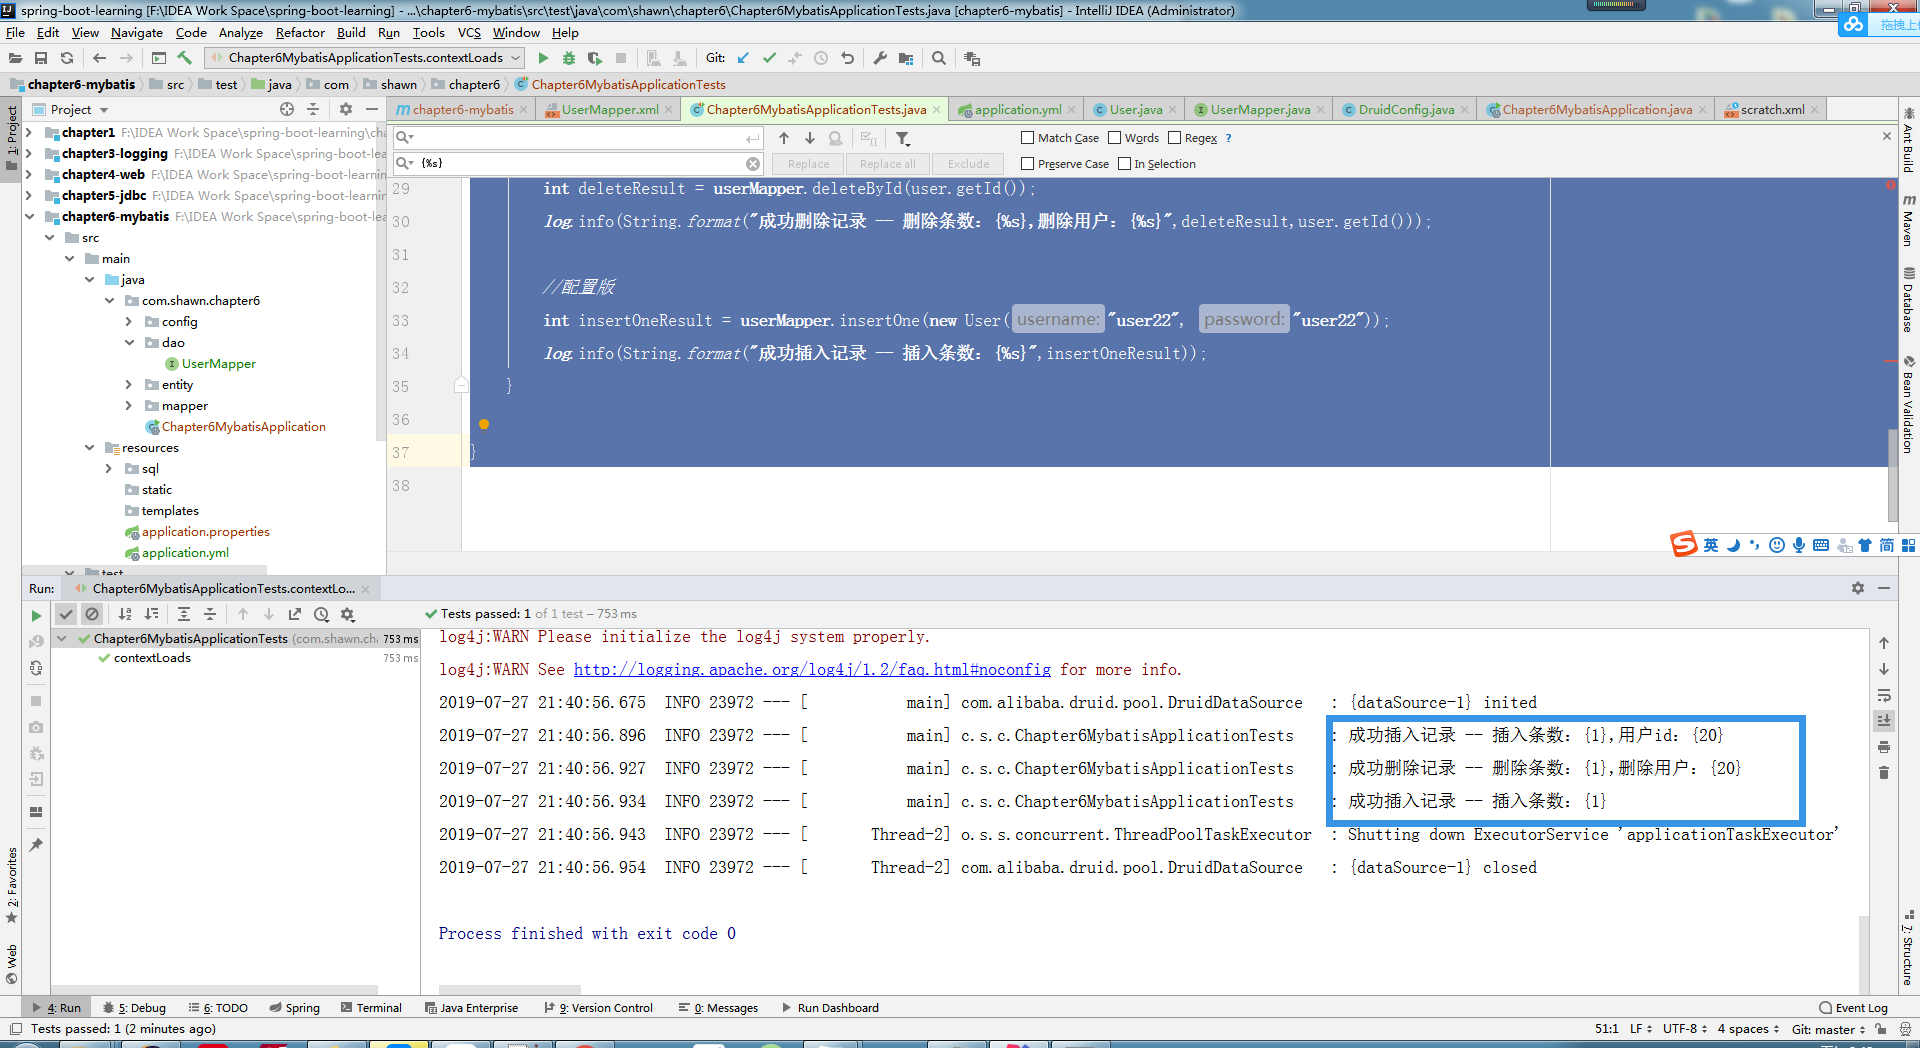 spring-boot-learning [F:\IDEA Work Space\spring-boot-learning] - ...\chapter6-mybatis\src\test\java\com\shawn\chapter6\Chapter6MybatisApplicationTests.java [chapter6-mybatis] - IntelliJ IDEA (Administrator)
File Edit View Navigate Code Analyze Refactor Build Run Tools VCS Window Help
拖拽上
Chapter6MybatisApplicationTests.contextLoads Git:
chapter6-mybatis src test java com shawn chapter6 Chapter6MybatisApplicationTests
Project chapter6-mybatis UserMapper.xml Chapter6MybatisApplicationTests.java application.yml User.java UserMapper.java DruidConfig.java Chapter6MybatisApplication.java scratch.xml
Match Case Words Regex ?
{%s} Replace Replace all Exclude Preserve Case In Selection
1: Project
chapter1 F:\IDEA Work Space\spring-boot-learning\cha
chapter3-logging F:\IDEA Work Space\spring-boot-lea
chapter4-web F:\IDEA Work Space\spring-boot-learni
chapter5-jdbc F:\IDEA Work Space\spring-boot-learni
chapter6-mybatis F:\IDEA Work Space\spring-boot-lea
src
main
java
com.shawn.chapter6
config
dao
UserMapper
entity
mapper
Chapter6MybatisApplication
resources
sql
static
templates
application.properties
application.yml
test
29 int deleteResult = userMapper.deleteById(user.getId());
30 log.info(String.format("成功删除记录 -- 删除条数: {%s},删除用户: {%s}",deleteResult,user.getId()));
31
32 //配置版
33 int insertOneResult = userMapper.insertOne(new User( username: "user22", password: "user22"));
34 log.info(String.format("成功插入记录 -- 插入条数: {%s}",insertOneResult));
35 }
36
37 }
38
Ant Build
Maven
Database
Bean Validation
英 简
Run: Chapter6MybatisApplicationTests.contextLo...
Tests passed: 1 of 1 test – 753 ms
Chapter6MybatisApplicationTests (com.shawn.cha 753 ms
contextLoads 753 ms
log4j:WARN Please initialize the log4j system properly.
log4j:WARN See http://logging.apache.org/log4j/1.2/faq.html#noconfig for more info.
2019-07-27 21:40:56.675 INFO 23972 --- [ main] com.alibaba.druid.pool.DruidDataSource : {dataSource-1} inited
2019-07-27 21:40:56.896 INFO 23972 --- [ main] c.s.c.Chapter6MybatisApplicationTests : 成功插入记录 -- 插入条数: {1},用户id: {20}
2019-07-27 21:40:56.927 INFO 23972 --- [ main] c.s.c.Chapter6MybatisApplicationTests : 成功删除记录 -- 删除条数: {1},删除用户: {20}
2019-07-27 21:40:56.934 INFO 23972 --- [ main] c.s.c.Chapter6MybatisApplicationTests : 成功插入记录 -- 插入条数: {1}
2019-07-27 21:40:56.943 INFO 23972 --- [ Thread-2] o.s.s.concurrent.ThreadPoolTaskExecutor : Shutting down ExecutorService 'applicationTaskExecutor'
2019-07-27 21:40:56.954 INFO 23972 --- [ Thread-2] com.alibaba.druid.pool.DruidDataSource : {dataSource-1} closed
Process finished with exit code 0
2: Favorites
Web
7: Structure
4: Run 5: Debug 6: TODO Spring Terminal Java Enterprise 9: Version Control 0: Messages Run Dashboard Event Log
Tests passed: 1 (2 minutes ago) 51:1 LF UTF-8 4 spaces Git: master